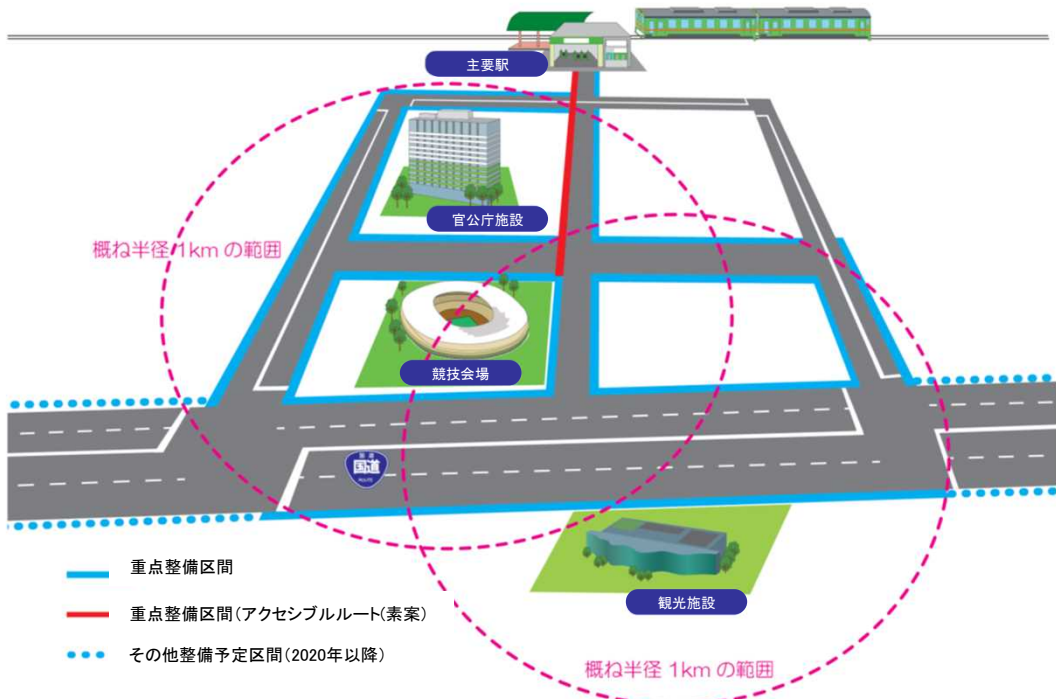 主要駅
官公庁施設
概ね半径 1km の範囲
競技会場
国道
ROUTE
観光施設
概ね半径 1km の範囲
重点整備区間
重点整備区間(アクセシブルルート(素案)
その他整備予定区間(2020年以降)